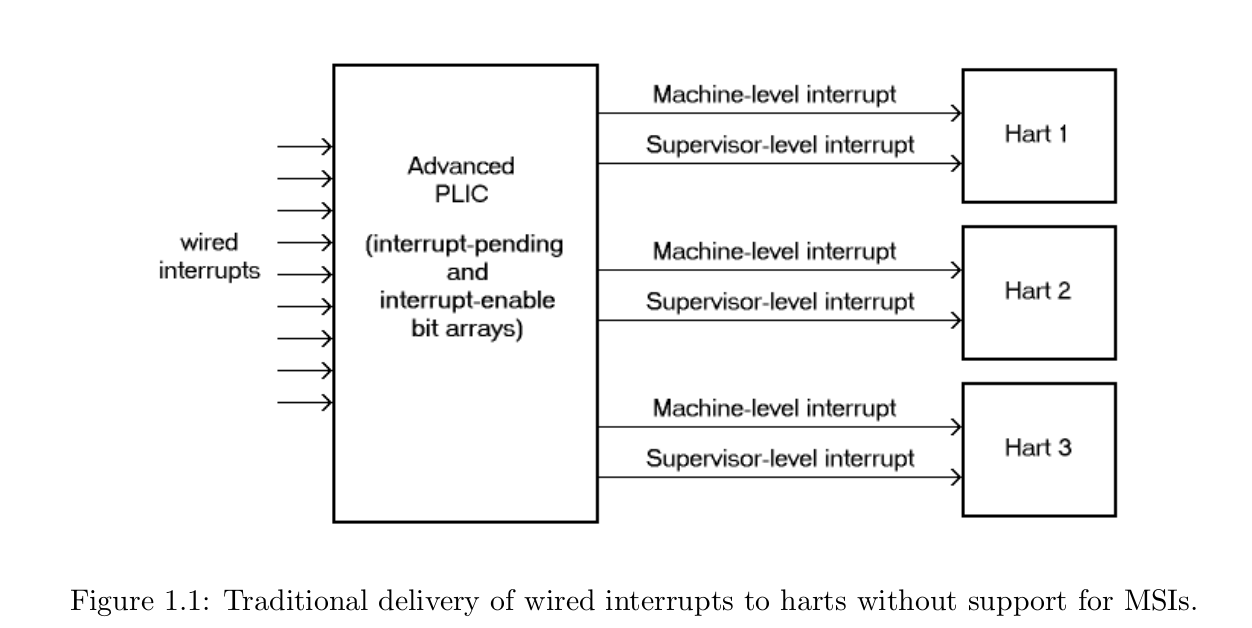 wired
interrupts
Advanced
PLIC
(interrupt-pending
and
interrupt-enable
bit arrays)
Machine-level interrupt
Supervisor-level interrupt
Hart 1
Machine-level interrupt
Supervisor-level interrupt
Hart 2
Machine-level interrupt
Supervisor-level interrupt
Hart 3
Figure 1.1: Traditional delivery of wired interrupts to harts without support for MSIs.